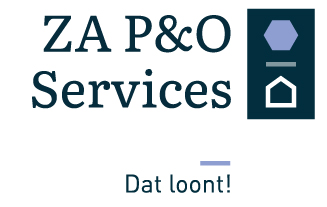 ZA P&O
Services
Dat loont!